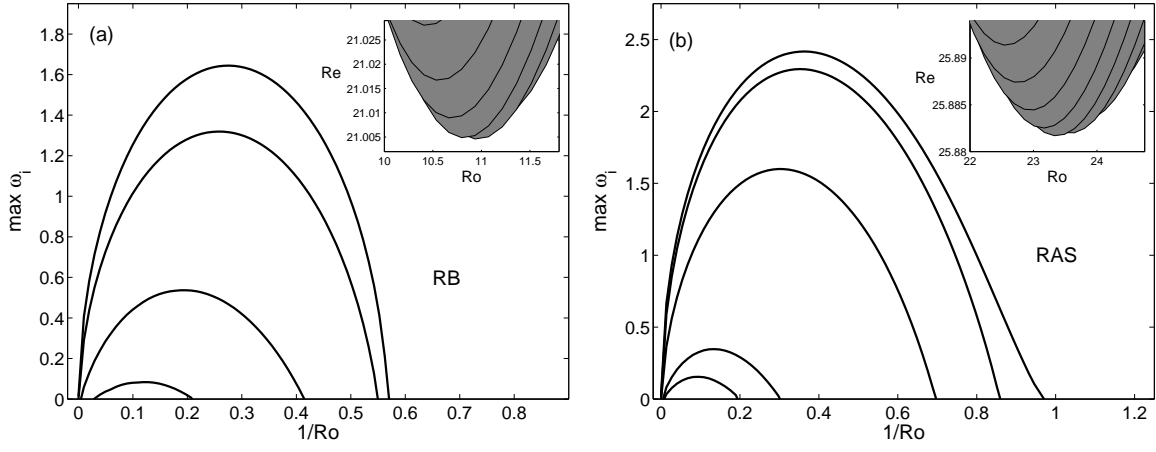 (a)
max ωi
1.8
1.6
1.4
1.2
1
0.8
0.6
0.4
0.2
0
0 0.1 0.2 0.3 0.4 0.5 0.6 0.7 0.8
1/Ro
RB
Re
21.025
21.02
21.015
21.01
21.005
10 10.5 11 11.5
Ro
(b)
max ωi
2.5
2
1.5
1
0.5
0
0 0.2 0.4 0.6 0.8 1 1.2
1/Ro
RAS
Re
25.89
25.885
25.88
22 23 24
Ro